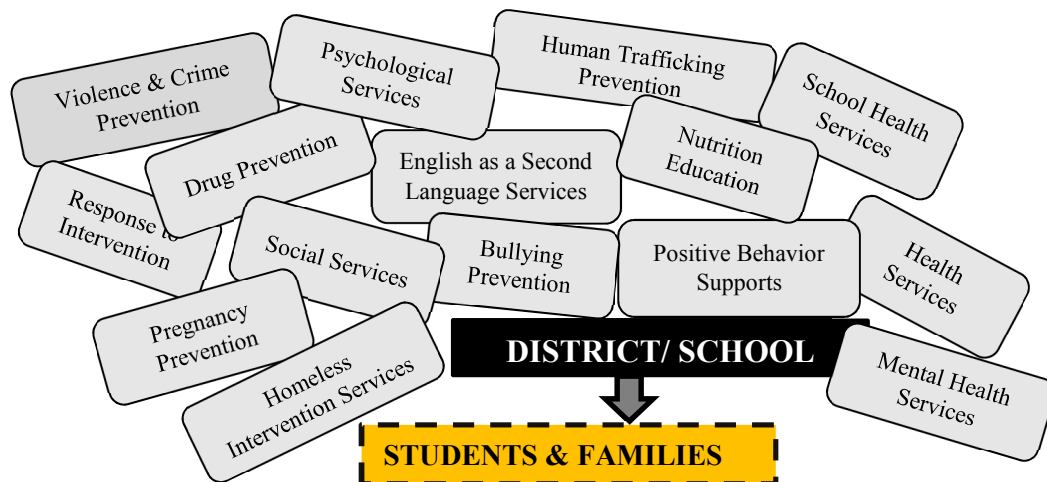 Violence & Crime
Prevention
Psychological
Services
Human Trafficking
Prevention
School Health
Services
Drug Prevention
English as a Second
Language Services
Nutrition
Education
Response to
Intervention
Social Services
Bullying
Prevention
Positive Behavior
Supports
Health
Services
Pregnancy
Prevention
Homeless
Intervention Services
DISTRICT/ SCHOOL
Mental Health
Services
STUDENTS & FAMILIES